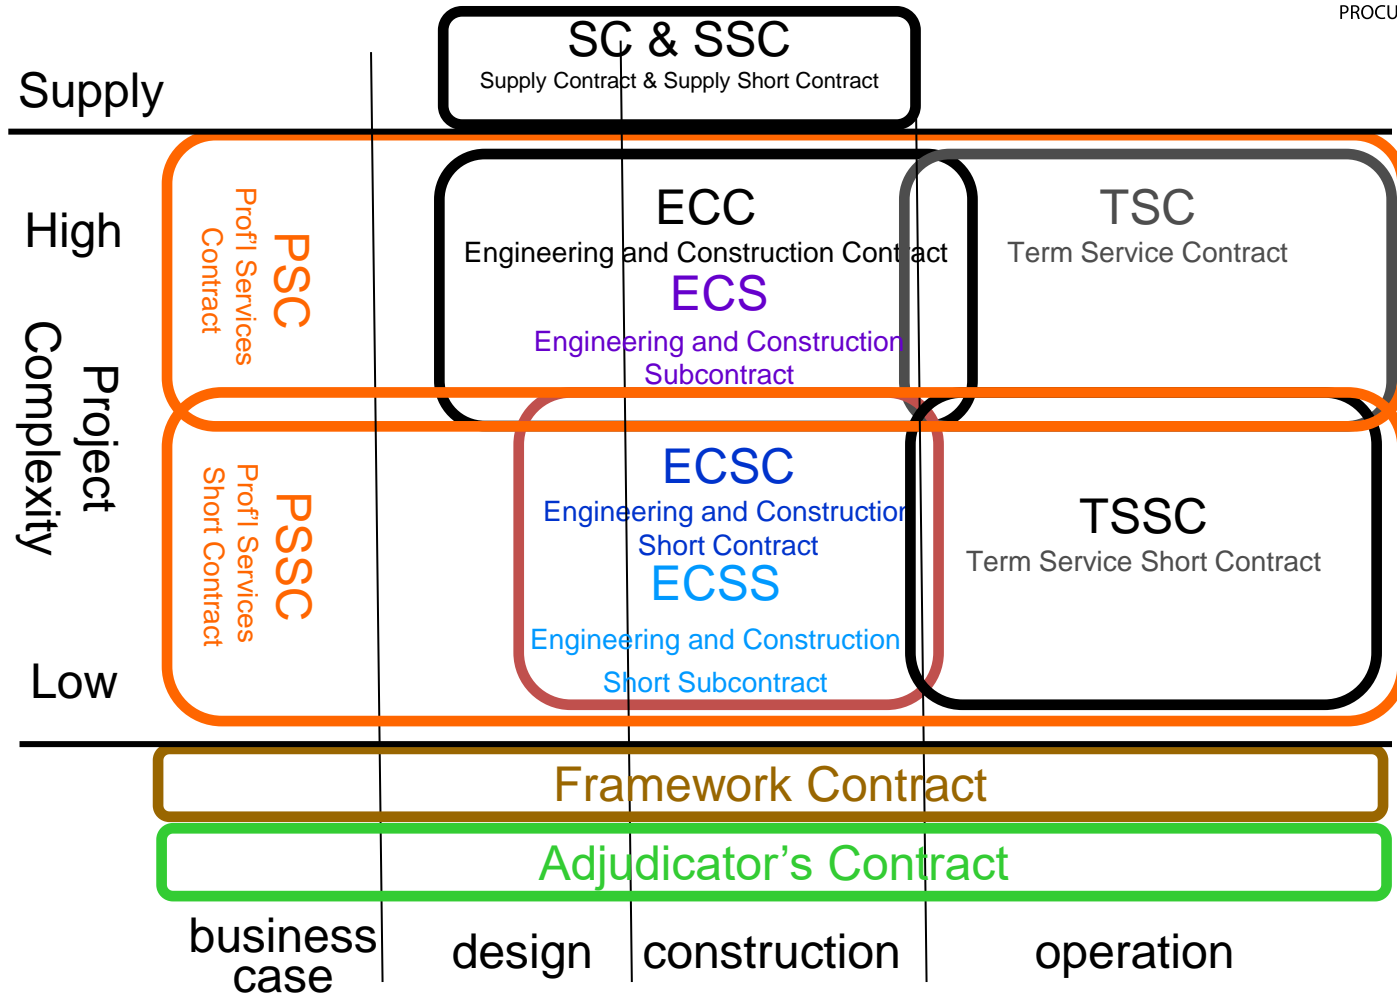 PROCU
SC & SSC
Supply Contract & Supply Short Contract
Supply
High
Project
Complexity
Low
PSC
Prof'l Services
Contract
ECC
Engineering and Construction Contract
ECS
Engineering and Construction
Subcontract
TSC
Term Service Contract
PSSC
Prof'l Services
Short Contract
ECSC
Engineering and Construction
Short Contract
ECSS
Engineering and Construction
Short Subcontract
TSSC
Term Service Short Contract
Framework Contract
Adjudicator’s Contract
business
case
design
construction
operation